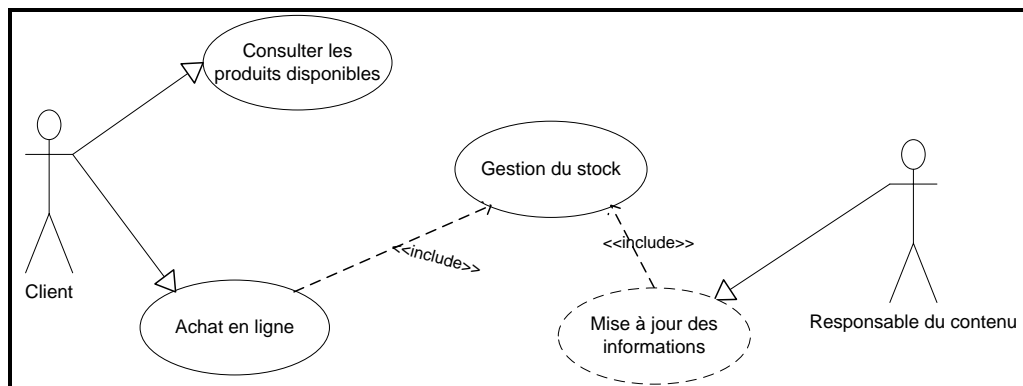 Consulter les
produits disponibles
Gestion du stock
<<include>>
<<include>>
Client
Achat en ligne
Mise à jour des
informations
Responsable du contenu